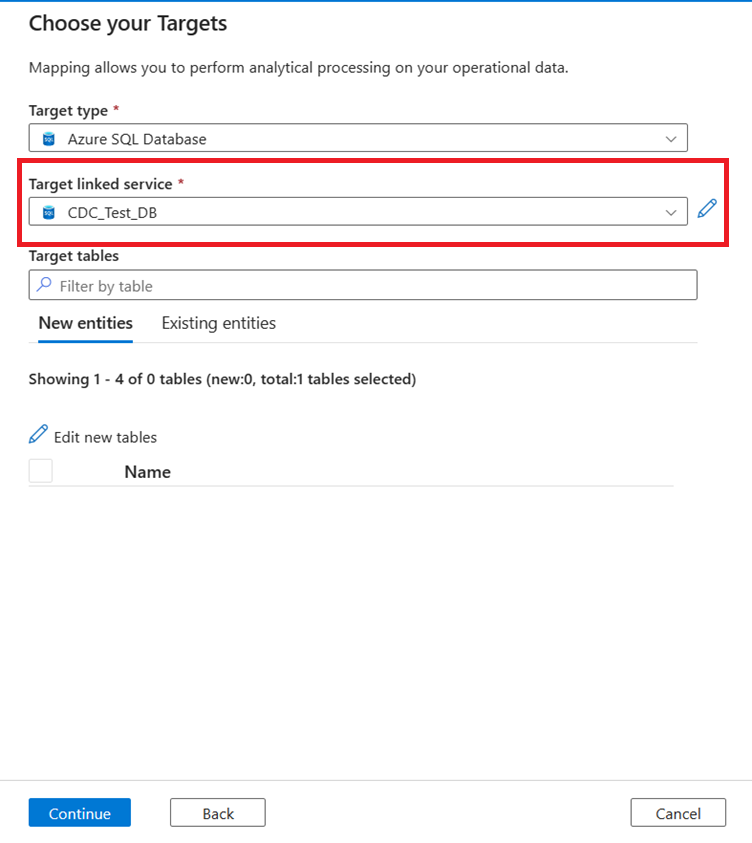 Choose your Targets
Mapping allows you to perform analytical processing on your operational data.
Target type *
SQL Azure SQL Database
Target linked service *
SQL CDC_Test_DB
Target tables
Filter by table
New entities Existing entities
Showing 1 - 4 of 0 tables (new:0, total:1 tables selected)
Edit new tables
Name
Continue Back Cancel